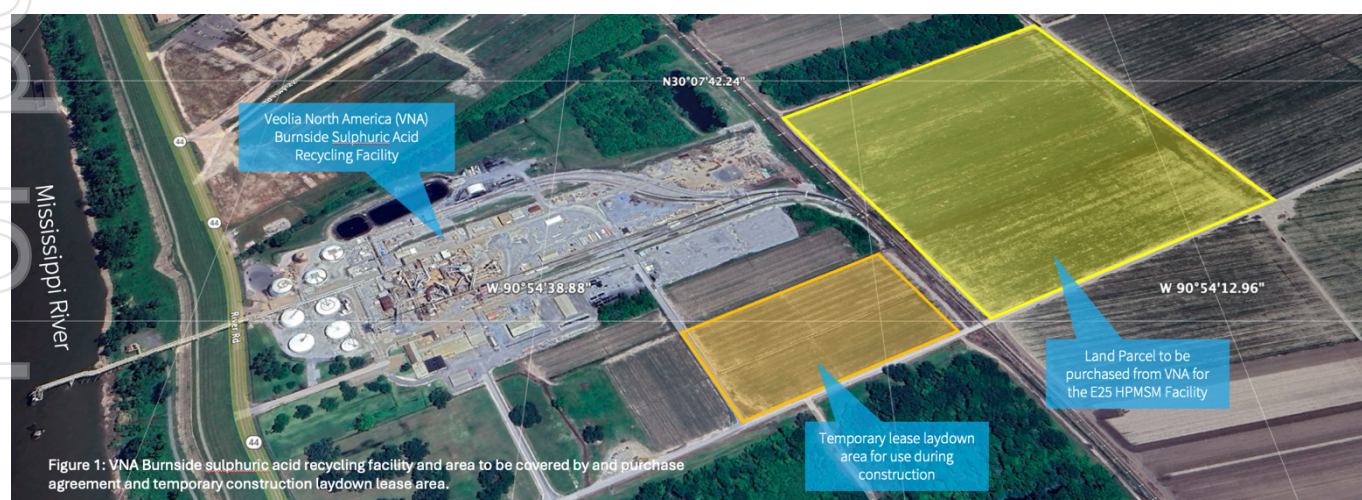 N30°07'42.24"
Veolia North America (VNA)
Burnside Sulphuric Acid
Recycling Facility
44
44
Mississippi River
W 90°54'38.88"
W 90°54'12.96"
River Rd
Land Parcel to be
purchased from VNA for
the E25 HPMSM Facility
44
Temporary lease laydown
area for use during
construction
Figure 1: VNA Burnside sulphuric acid recycling facility and area to be covered by and purchase
agreement and temporary construction laydown lease area.